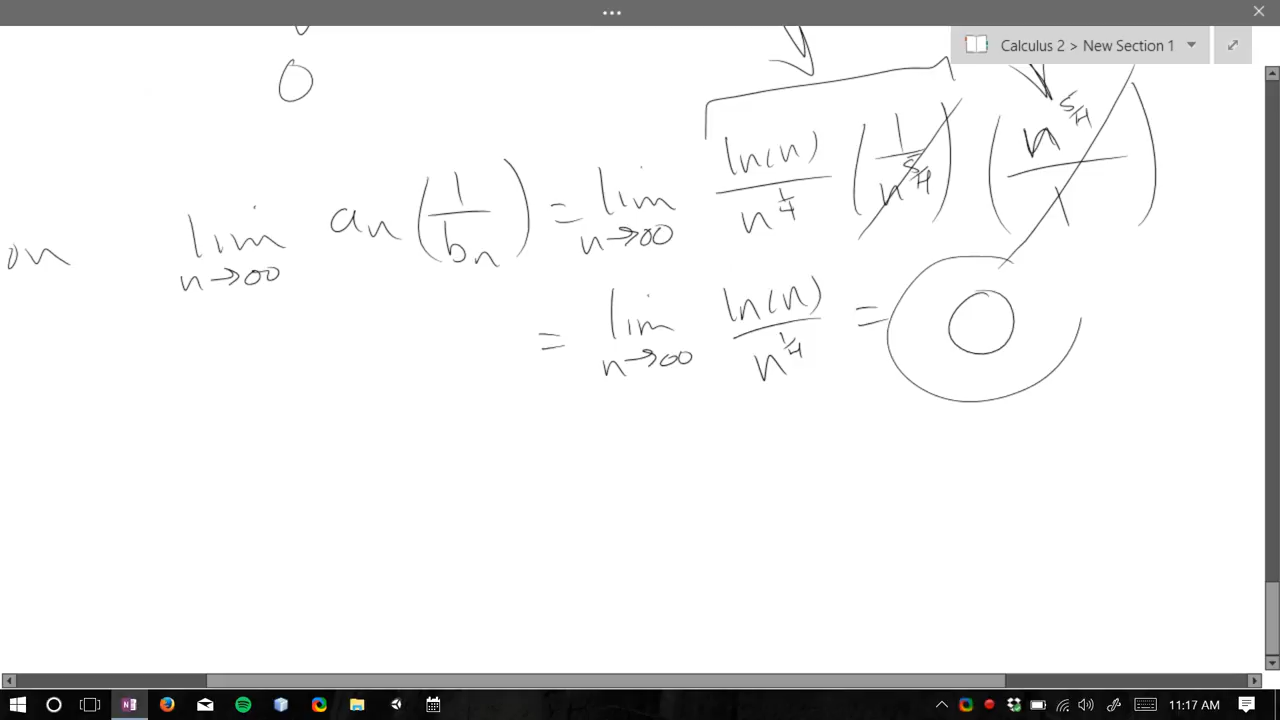 Calculus 2 > New Section 1
0
on lim n→∞ an (1/bn) = lim n→∞ ln(n)/n^1/4 (1/n^5/4) (n^5/4/1)
= lim n→∞ ln(n)/n^1/4 = 0
11:17 AM